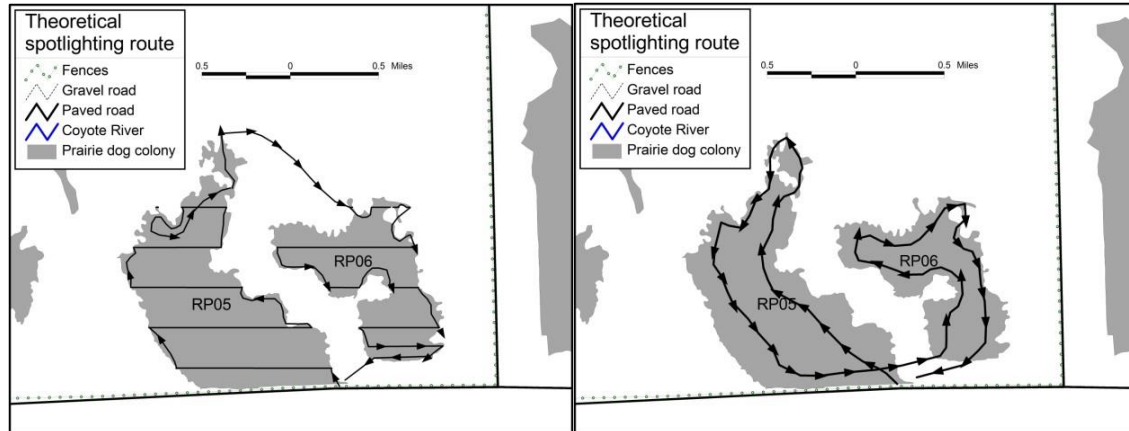 Theoretical
spotlighting route
Fences
Gravel road
Paved road
Coyote River
Prairie dog colony
0.5 0 0.5 Miles
RP06
RP05
Theoretical
spotlighting route
Fences
Gravel road
Paved road
Coyote River
Prairie dog colony
0.5 0 0.5 Miles
RP06
RP05